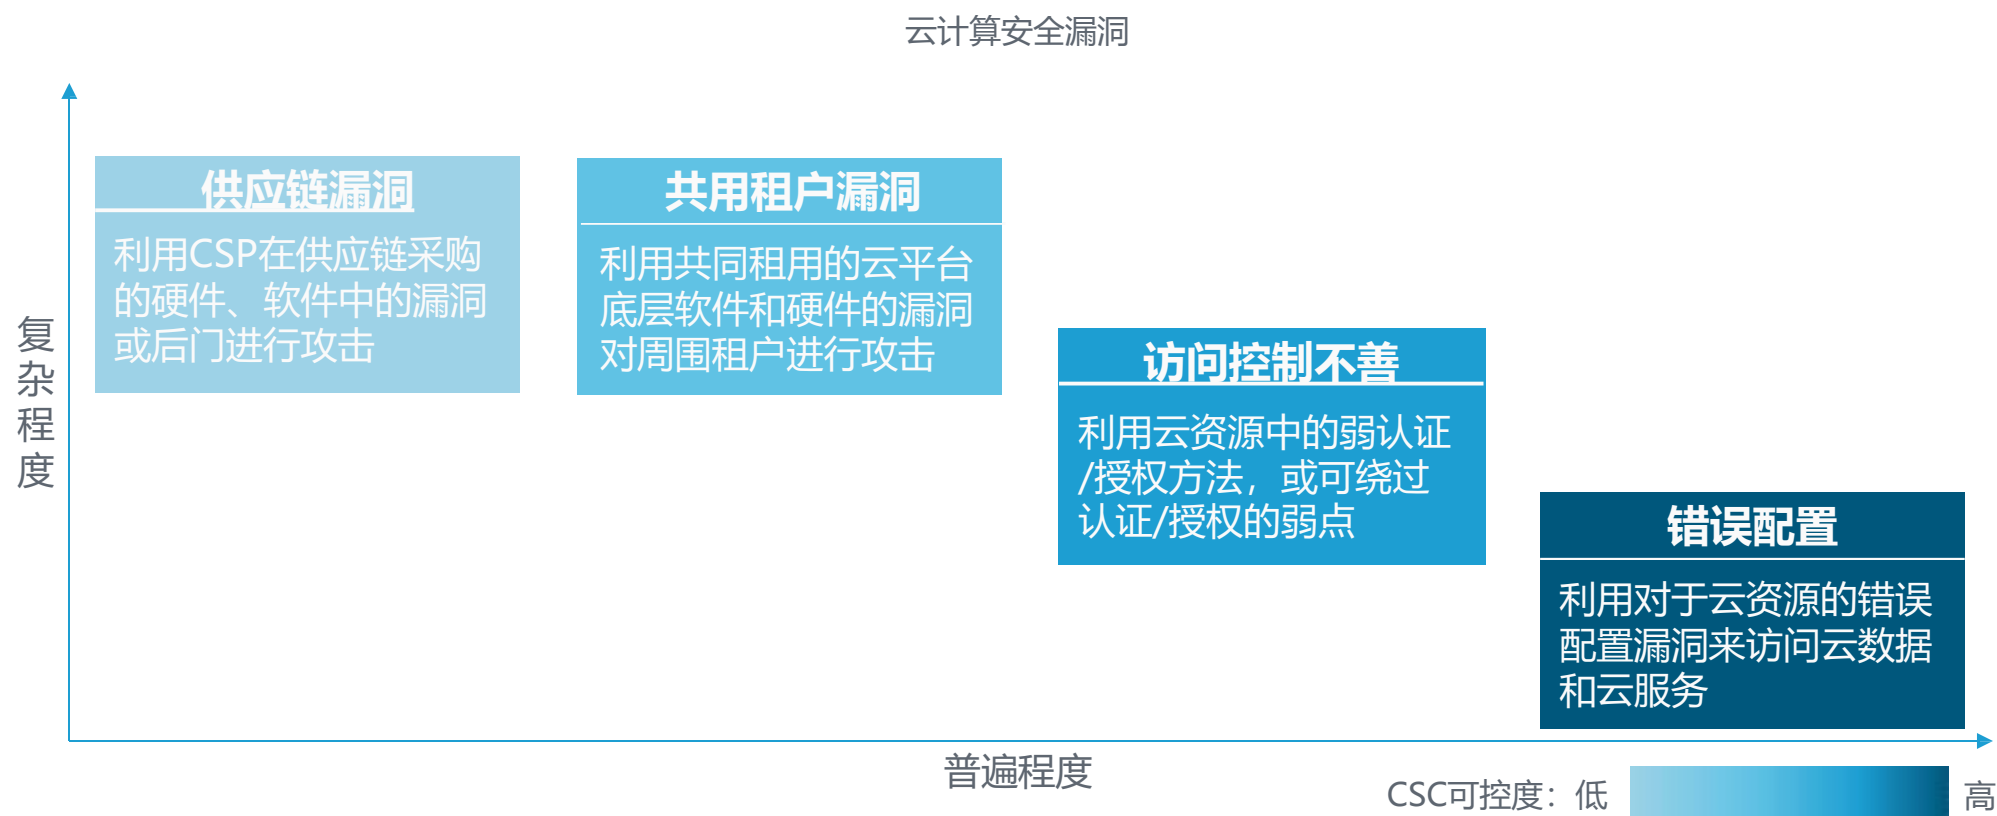 云计算安全漏洞
复杂程度
供应链漏洞
利用CSP在供应链采购
的硬件、软件中的漏洞
或后门进行攻击
共用租户漏洞
利用共同租用的云平台
底层软件和硬件的漏洞
对周围租户进行攻击
访问控制不善
利用云资源中的弱认证
/授权方法，或可绕过
认证/授权的弱点
错误配置
利用对于云资源的错误
配置漏洞来访问云数据
和云服务
普遍程度
CSC可控度：低 高